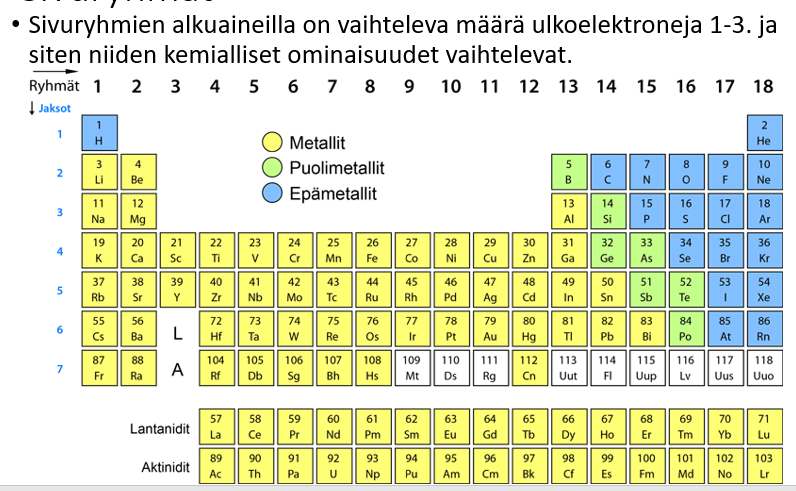 • Sivuryhmien alkuaineilla on vaihteleva määrä ulkoelektroneja 1-3. ja
siten niiden kemialliset ominaisuudet vaihtelevat.
Ryhmät 1 2 3 4 5 6 7 8 9 10 11 12 13 14 15 16 17 18
Jaksot
1 1 2
H He
Metallit
Puolimetallit
Epämetallit
2 3 4 5 6 7 8 9 10
Li Be B C N O F Ne
3 11 12 13 14 15 16 17 18
Na Mg Al Si P S Cl Ar
4 19 20 21 22 23 24 25 26 27 28 29 30 31 32 33 34 35 36
K Ca Sc Ti V Cr Mn Fe Co Ni Cu Zn Ga Ge As Se Br Kr
5 37 38 39 40 41 42 43 44 45 46 47 48 49 50 51 52 53 54
Rb Sr Y Zr Nb Mo Tc Ru Rh Pd Ag Cd In Sn Sb Te I Xe
6 55 56 L 72 73 74 75 76 77 78 79 80 81 82 83 84 85 86
Cs Ba Hf Ta W Re Os Ir Pt Au Hg Tl Pb Bi Po At Rn
7 87 88 A 104 105 106 107 108 109 110 111 112 113 114 115 116 117 118
Fr Ra Rf Db Sg Bh Hs Mt Ds Rg Cn Uut Fl Uup Lv Uus Uuo
Lantanidit 57 58 59 60 61 62 63 64 65 66 67 68 69 70 71
La Ce Pr Nd Pm Sm Eu Gd Tb Dy Ho Er Tm Yb Lu
Aktinidit 89 90 91 92 93 94 95 96 97 98 99 100 101 102 103
Ac Th Pa U Np Pu Am Cm Bk Cf Es Fm Md No Lr